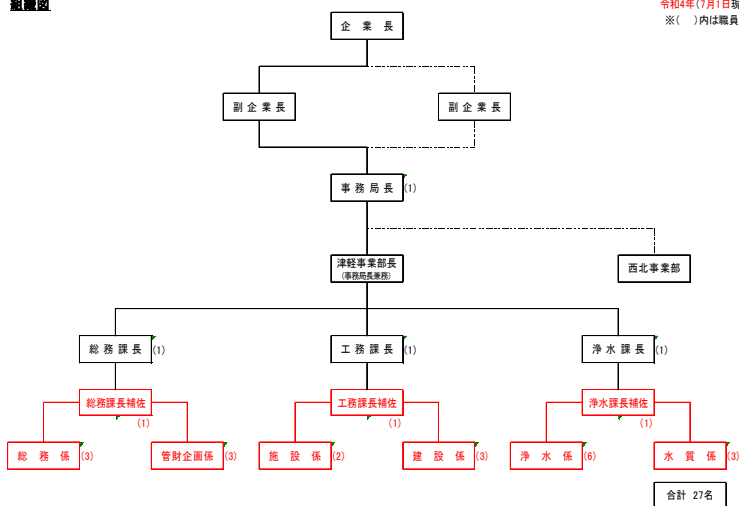 組織図
令和4年(7月1日現
※(　)内は職員
企業長
副企業長
副企業長
事務局長 (1)
津軽事業部長
(事務局長兼務)
西北事業部
総務課長 (1)
工務課長 (1)
浄水課長 (1)
総務課長補佐
(1)
工務課長補佐
(1)
浄水課長補佐
(1)
総務係 (3)
管財企画係 (3)
施設係 (2)
建設係 (3)
浄水係 (6)
水質係 (3)
合計 27名